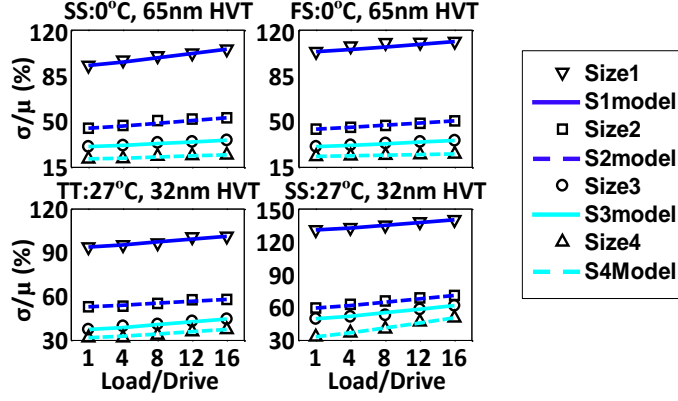 SS:0°C, 65nm HVT
FS:0°C, 65nm HVT
σ/μ (%)
120
85
50
15
120
85
50
15
TT:27°C, 32nm HVT
SS:27°C, 32nm HVT
σ/μ (%)
120
90
60
30
150
120
90
60
30
1 4 8 12 16
1 4 8 12 16
Load/Drive
Load/Drive
Size1
S1model
Size2
S2model
Size3
S3model
Size4
S4Model